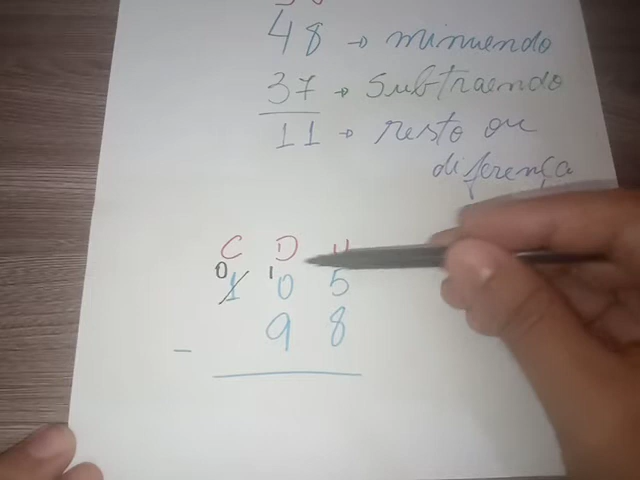 48 → minuendo
37 → subtraendo
11 → resto ou
diferença
C D U
0 1
1 0 5
- 9 8